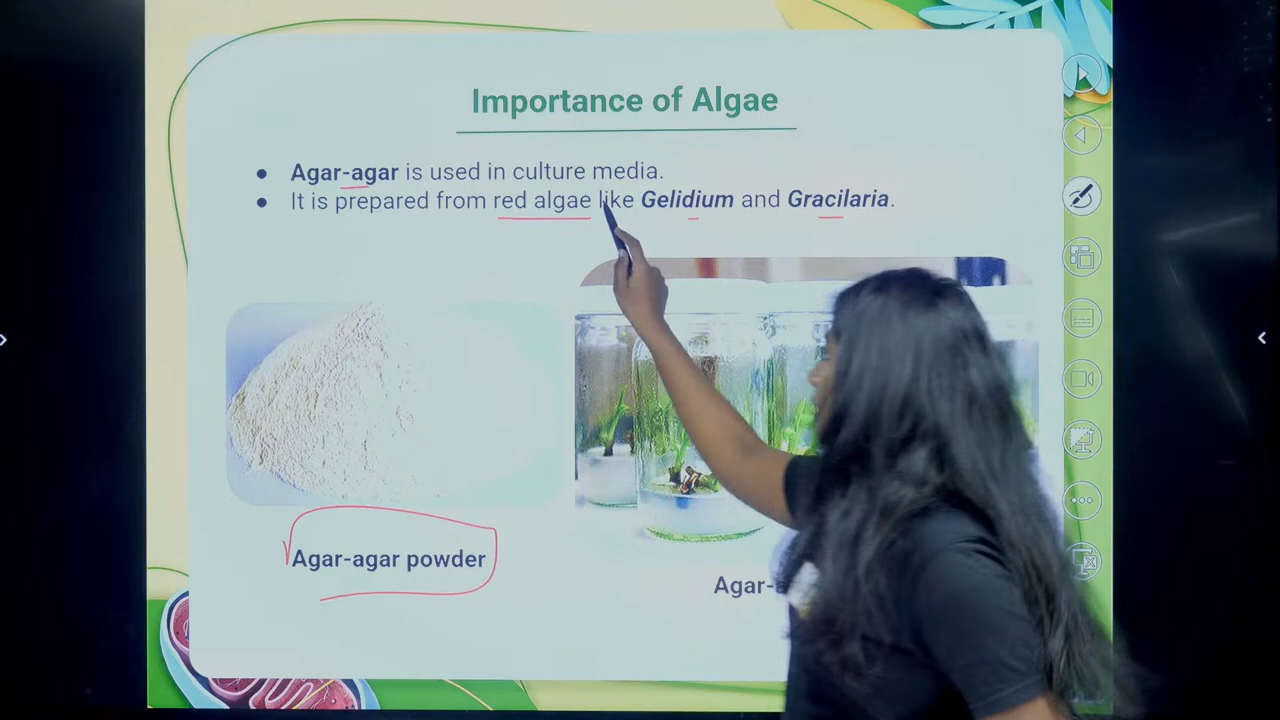 Importance of Algae
● Agar-agar is used in culture media.
● It is prepared from red algae like Gelidium and Gracilaria.
Agar-agar powder
Agar-